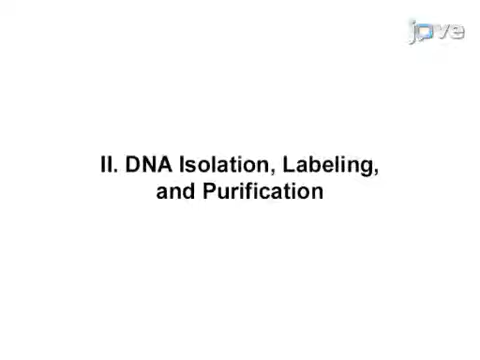 jove
II. DNA Isolation, Labeling,
and Purification